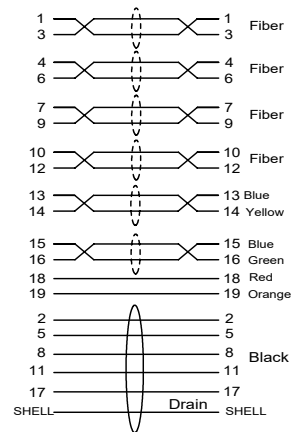 1 1 Fiber
3 3
4 4 Fiber
6 6
7 7 Fiber
9 9
10 10 Fiber
12 12
13 13 Blue
14 14 Yellow
15 15 Blue
16 16 Green
18 18 Red
19 19 Orange
2 2
5 5
8 8 Black
11 11
17 17
SHELL Drain SHELL